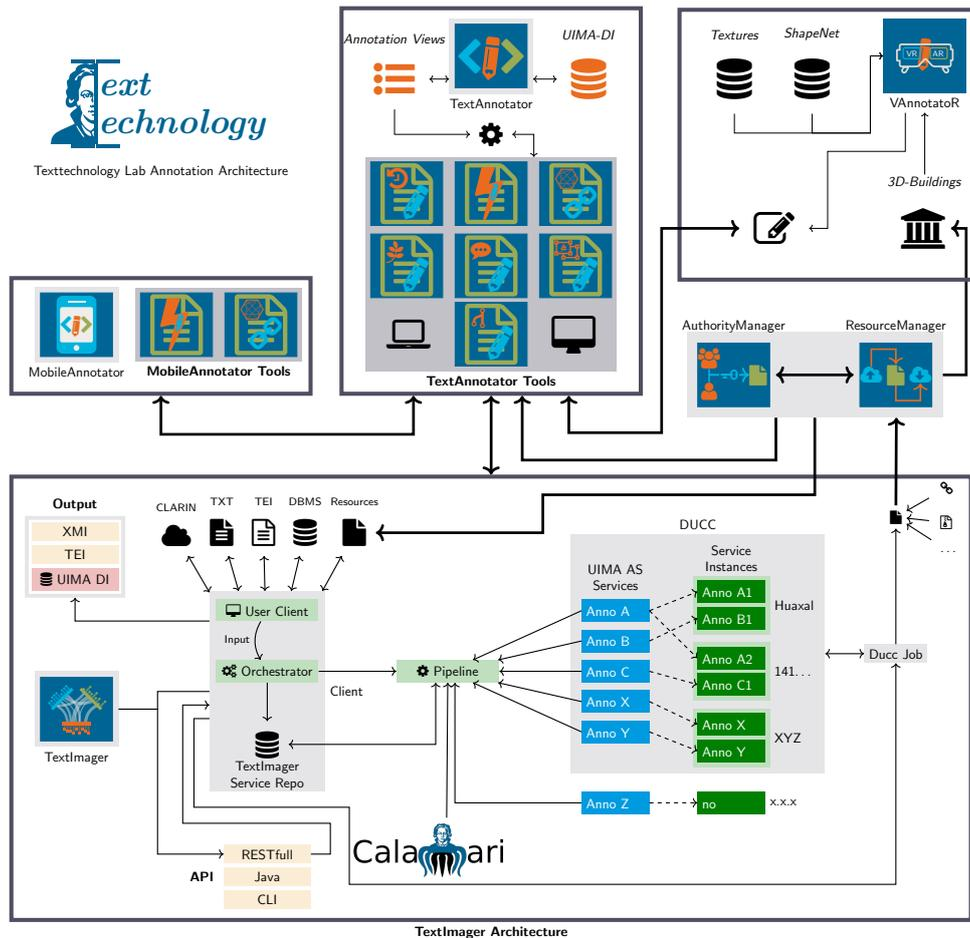 Text
Technology
Texttechnology Lab Annotation Architecture
Annotation Views
UIMA-DI
TextAnnotator
TextAnnotator Tools
Textures
ShapeNet
VR
AR
VAnnotatoR
3D-Buildings
MobileAnnotator
MobileAnnotator Tools
AuthorityManager
ResourceManager
Output
XMI
TEI
UIMA DI
CLARIN
TXT
TEI
DBMS
Resources
User Client
Input
Orchestrator
Client
TextImager
Service Repo
TextImager
Pipeline
DUCC
UIMA AS
Services
Service
Instances
Anno A
Anno B
Anno C
Anno X
Anno Y
Anno Z
Anno A1
Anno B1
Huaxal
Anno A2
Anno C1
141...
Anno X
Anno Y
XYZ
no
x.x.x
Ducc Job
...
Calamari
API
RESTfull
Java
CLI
TextImager Architecture